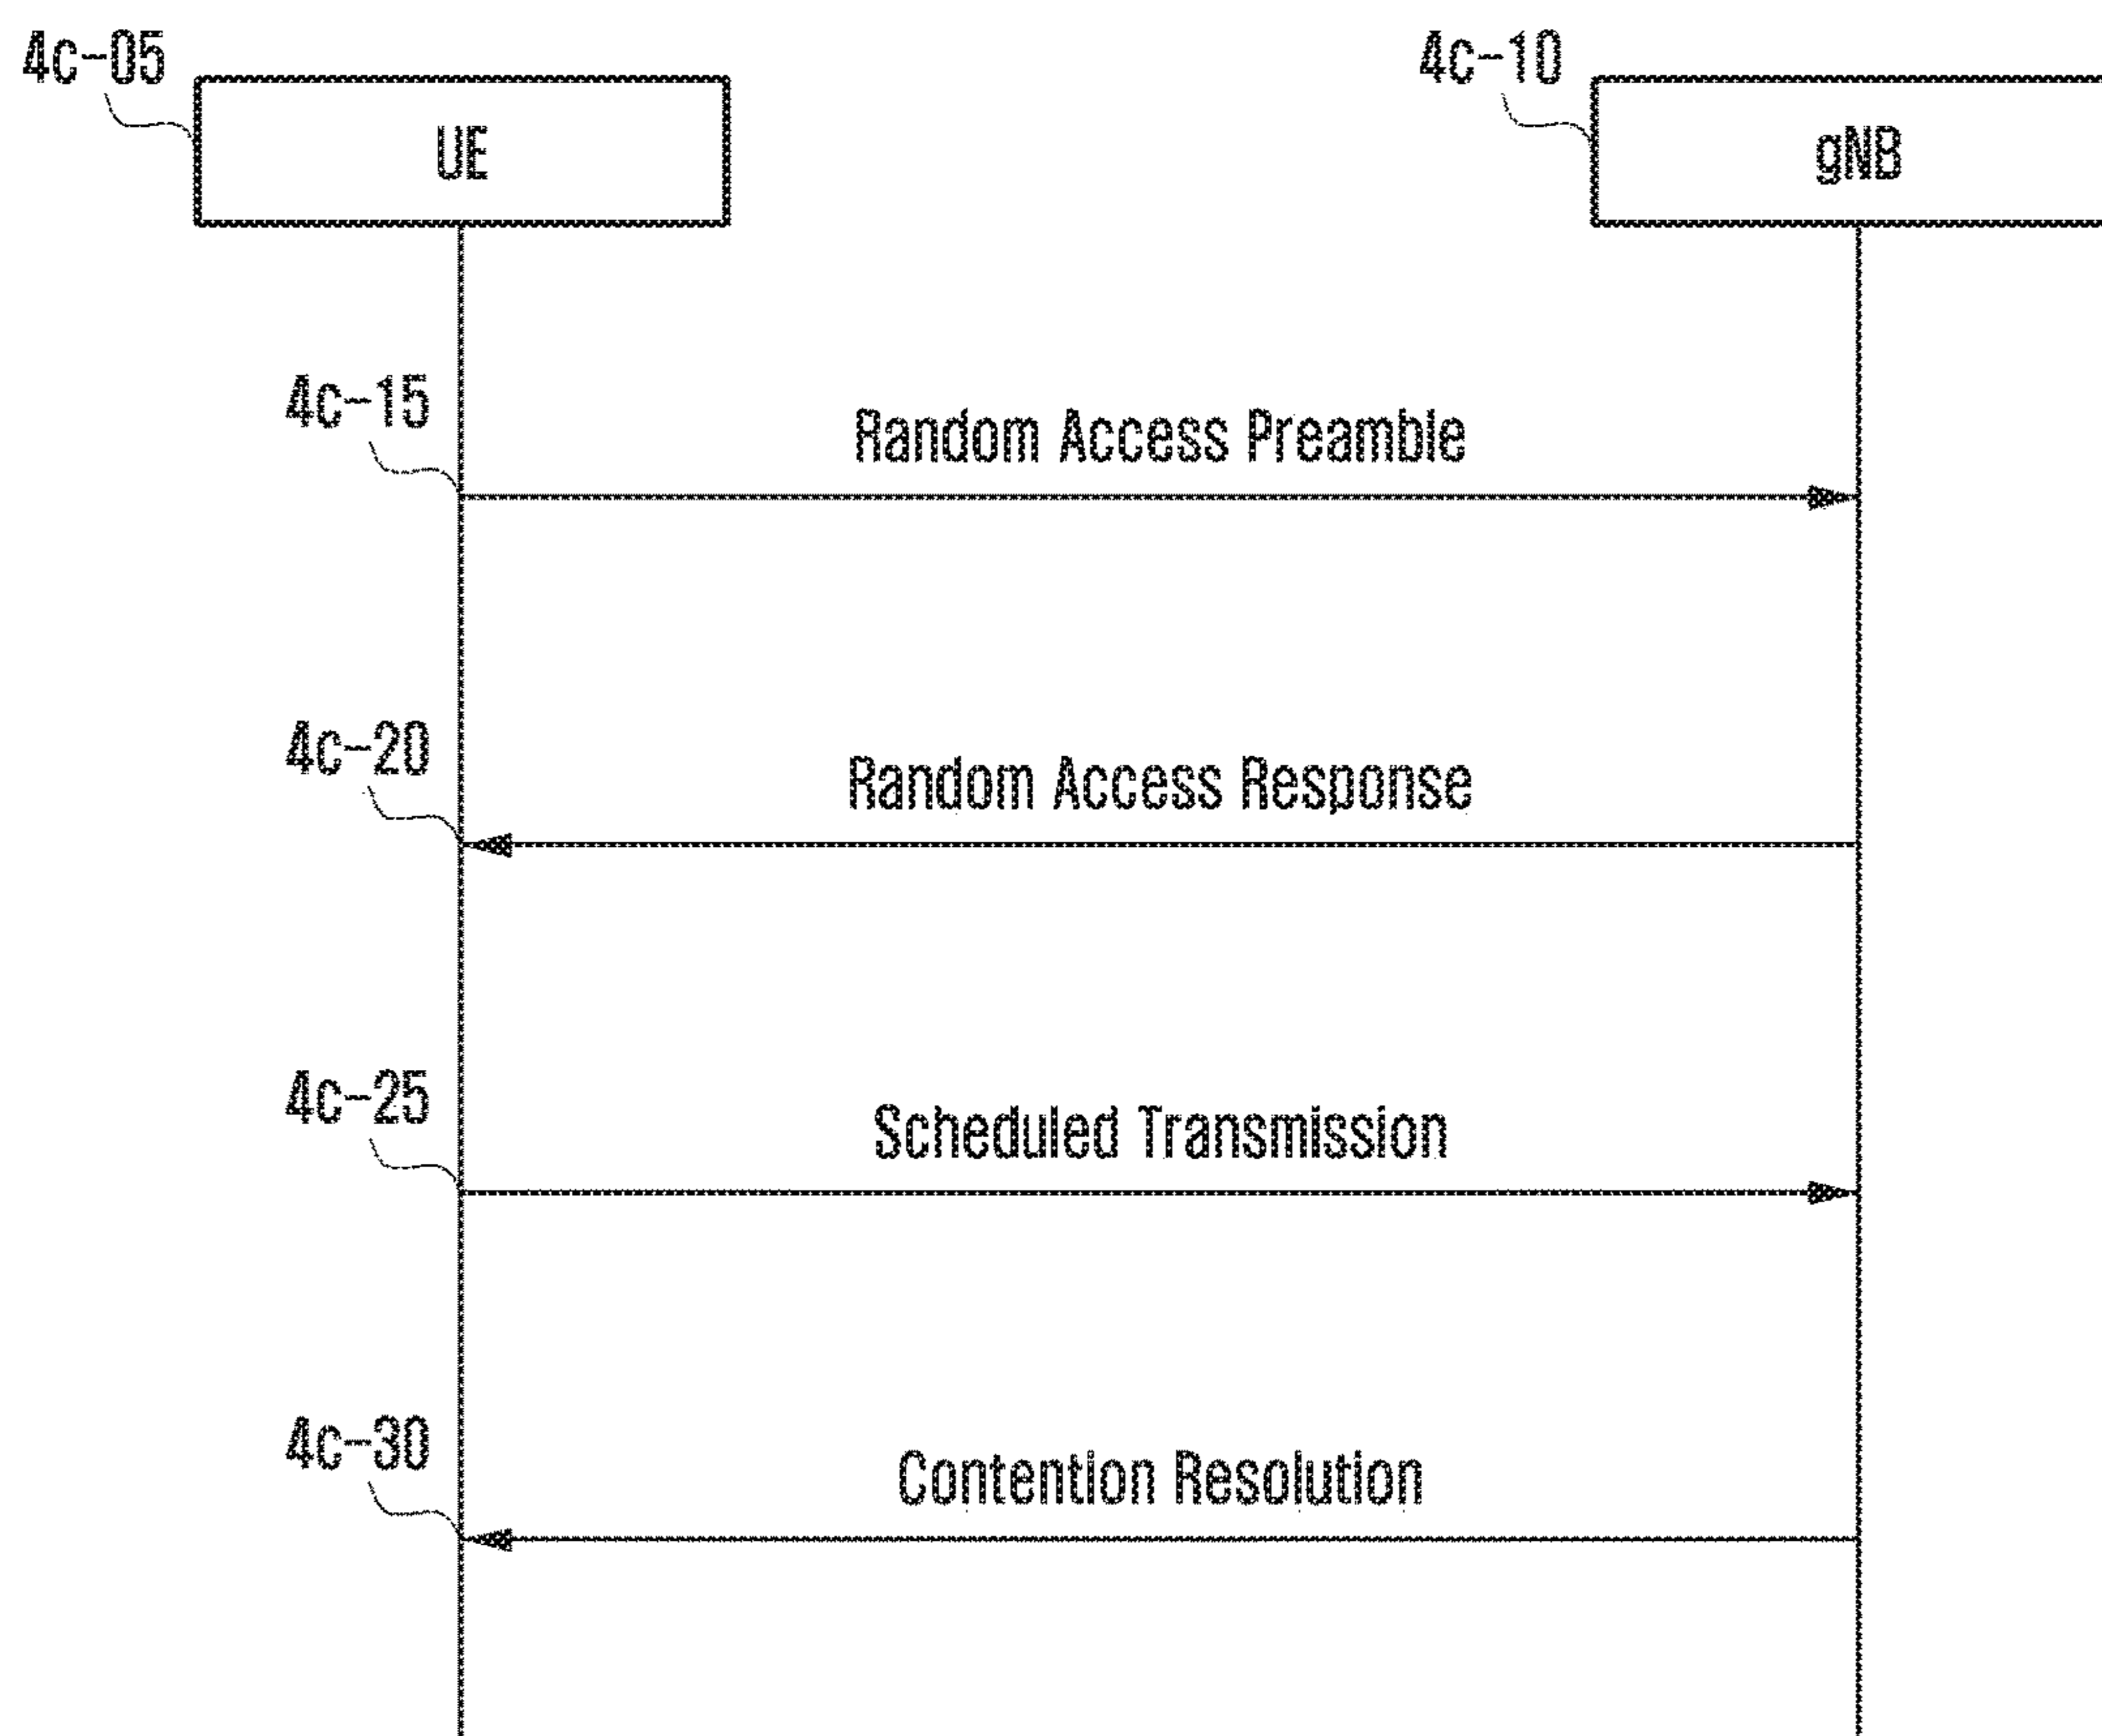 4c-05
UE
4c-10
gNB
4c-15
Random Access Preamble
4c-20
Random Access Response
4c-25
Scheduled Transmission
4c-30
Contention Resolution